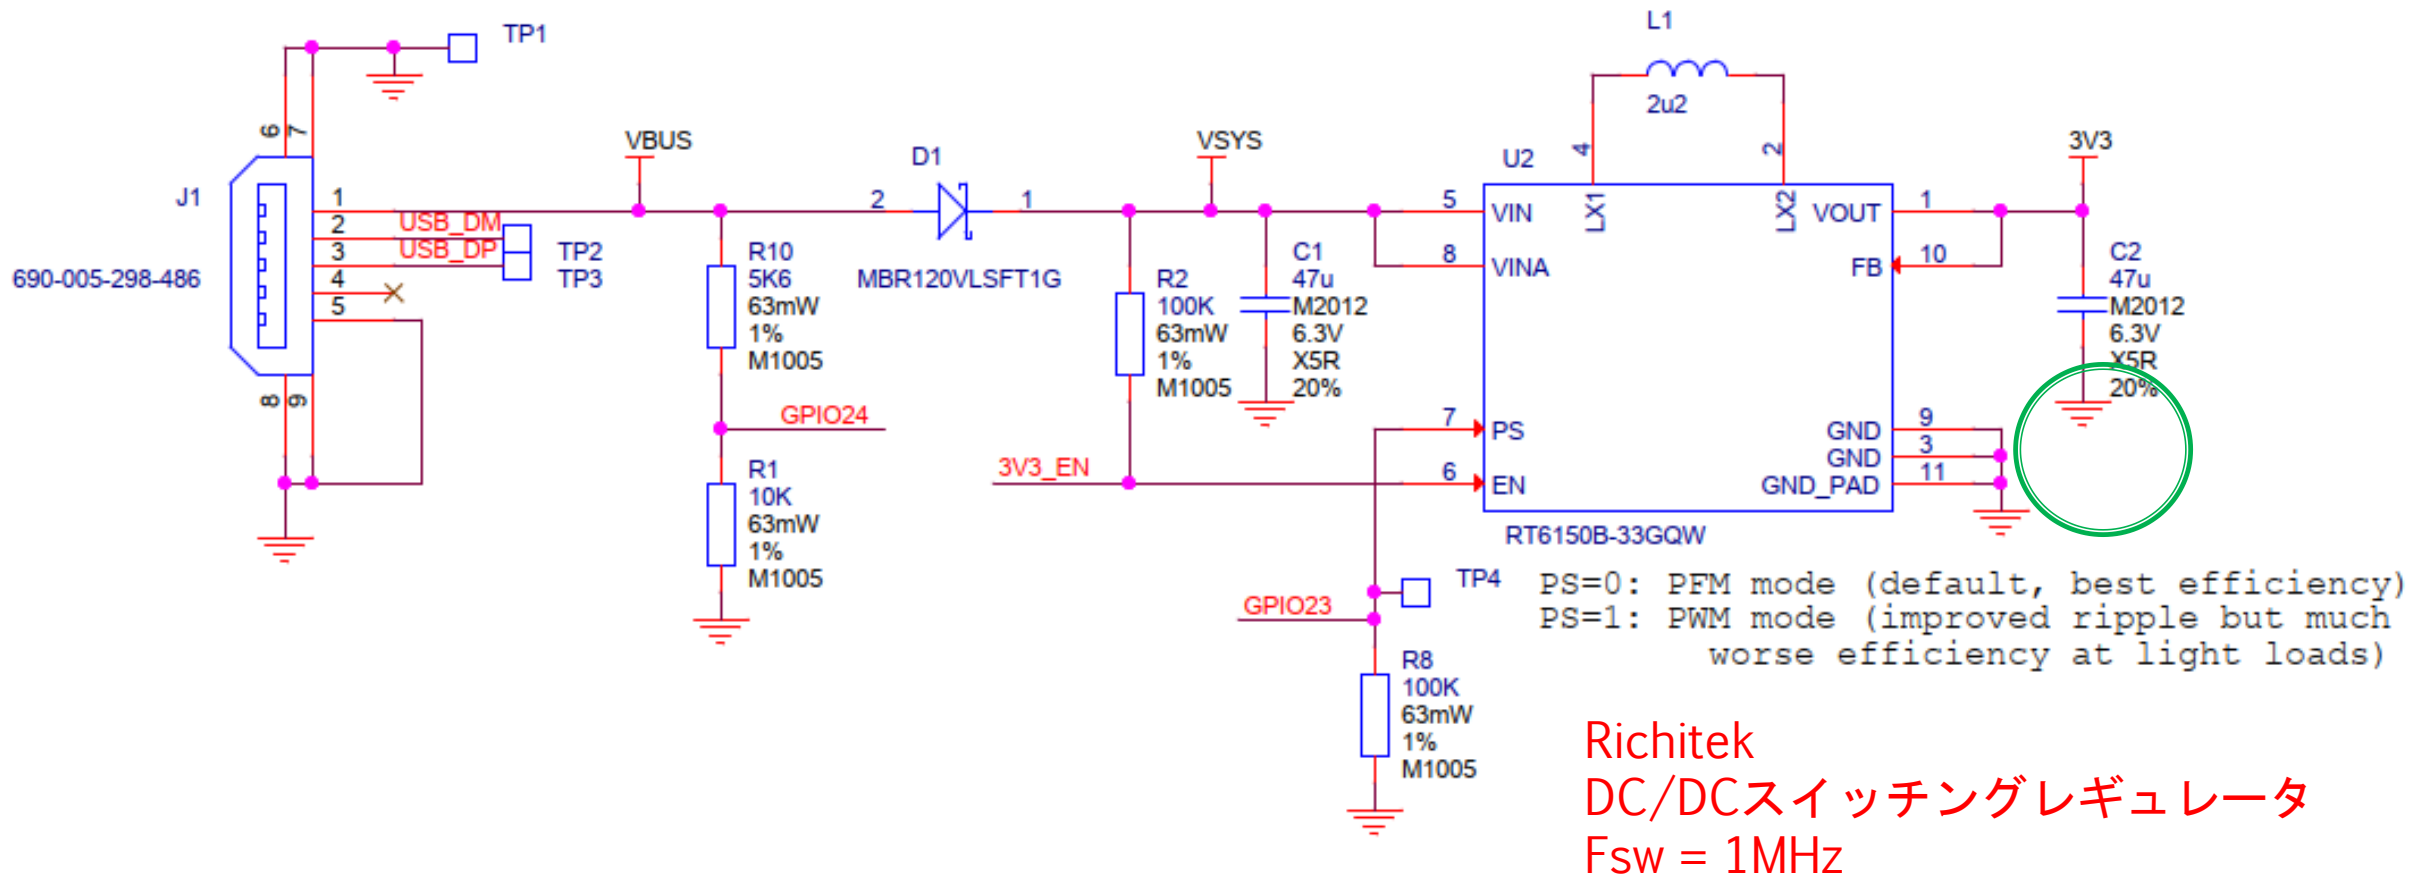 TP1
L1
2u2
6
7
4
2
VBUS
D1
VSYS
U2
3V3
J1
1
2
3
4
5
USB_DM
USB_DP
TP2
TP3
690-005-298-486
8
9
R10
5K6
63mW
1%
M1005
GPIO24
R1
10K
63mW
1%
M1005
2
1
MBR120VLSFT1G
R2
100K
63mW
1%
M1005
C1
47u
M2012
6.3V
X5R
20%
3V3_EN
5
8
7
6
VIN
VINA
PS
EN
LX1
LX2
VOUT
FB
GND
GND
GND_PAD
1
10
9
3
11
RT6150B-33GQW
C2
47u
M2012
6.3V
X5R
20%
TP4
GPIO23
R8
100K
63mW
1%
M1005
PS=0: PFM mode (default, best efficiency)
PS=1: PWM mode (improved ripple but much
worse efficiency at light loads)
Richitek
DC/DCスイッチングレギュレータ
Fsw = 1MHz